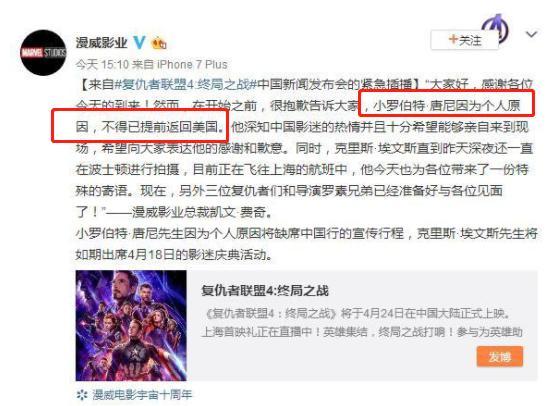 MARVEL STUDIOS
漫威影业
+关注
今天 15:10 来自 iPhone 7 Plus
【来自#复仇者联盟4:终局之战#中国新闻发布会的紧急插播】“大家好，感谢各位
今天的到来！然而，在开始之前，很抱歉告诉大家，小罗伯特·唐尼因为个人原
因，不得已提前返回美国。他深知中国影迷的热情并且十分希望能够亲自来到现
场，希望向大家表达他的感谢和歉意。同时，克里斯·埃文斯直到昨天深夜还一直
在波士顿进行拍摄，目前正在飞往上海的航班中，他今天也为各位带来了一份特
殊的寄语。现在，另外三位复仇者们和导演罗素兄弟已经准备好与各位见面
了！”——漫威影业总裁凯文·费奇。
小罗伯特·唐尼先生因为个人原因将缺席中国行的宣传行程，克里斯·埃文斯先生将
如期出席4月18日的影迷庆典活动。
复仇者联盟4:终局之战
《复仇者联盟4：终局之战》将于4月24日在中国大陆正式上映。
上海首映礼正在直播中！英雄集结，终局之战打响！参与为英雄助
发博
漫威电影宇宙十周年